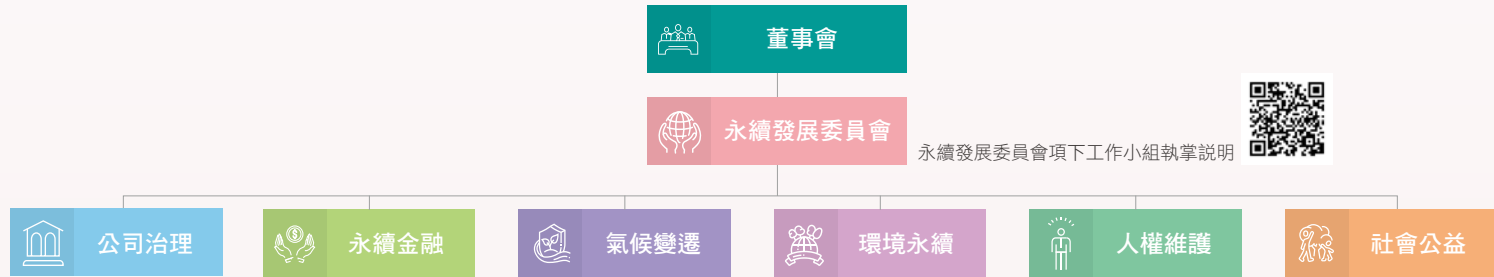 董事會
永續發展委員會
永續發展委員會項下工作小組執掌説明
公司治理
永續金融
氣候變遷
環境永續
人權維護
社會公益